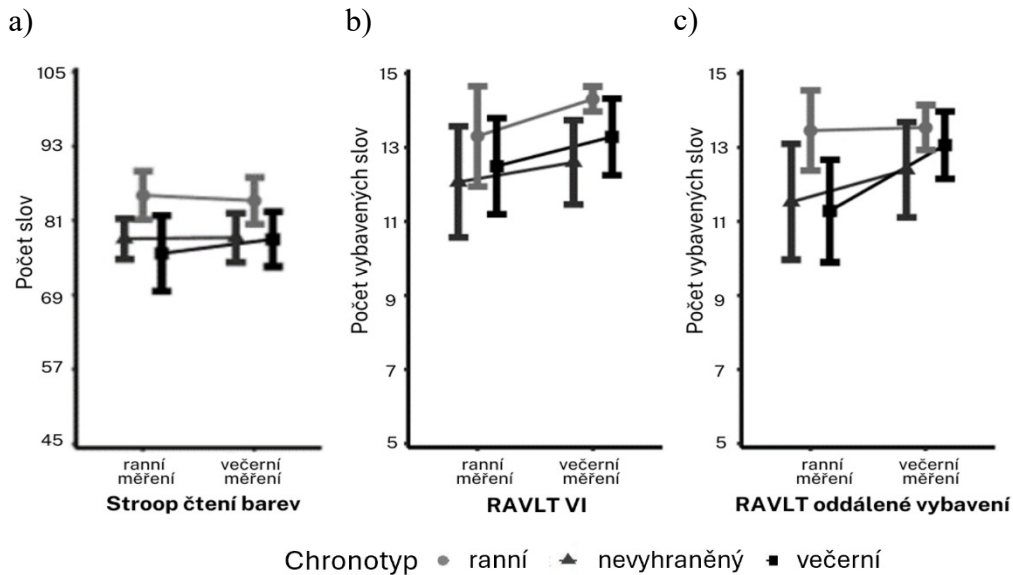 a)
105
93
81
69
57
45
Počet slov
ranní
měření
večerní
měření
Stroop čtení barev
b)
15
13
11
9
7
5
Počet vybavených slov
ranní
měření
večerní
měření
RAVLT VI
c)
15
13
11
9
7
5
Počet vybavených slov
ranní
měření
večerní
měření
RAVLT oddálené vybavení
Chronotyp ranní nevyhraněný večerní